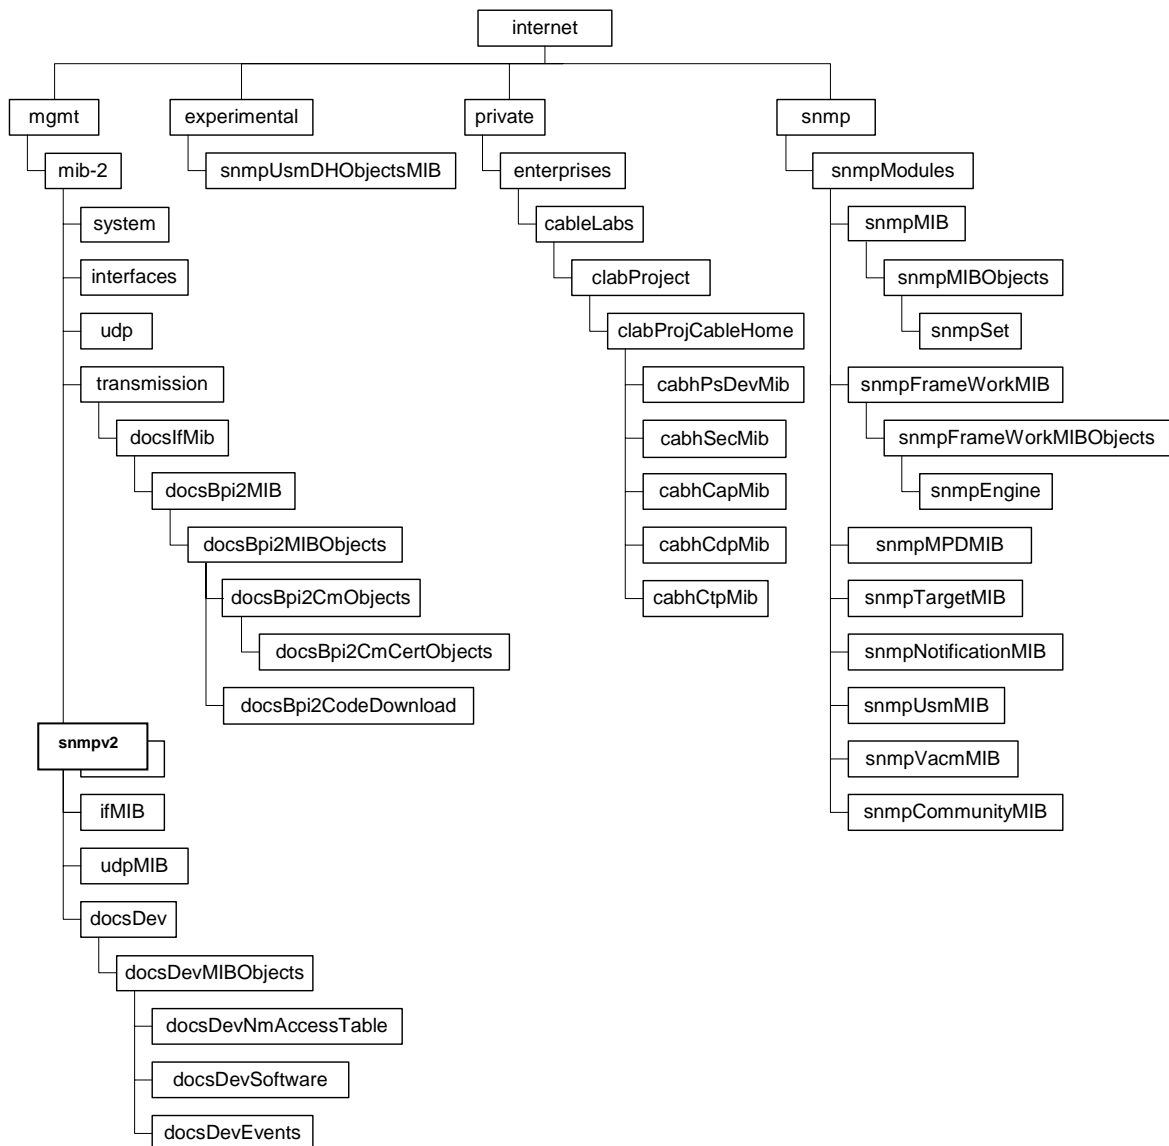 internet
mgmt
experimental
private
snmp
mib-2
snmpUsmDHObjectsMIB
enterprises
snmpModules
system
cableLabs
snmpMIB
interfaces
clabProject
snmpMIBObjects
udp
clabProjCableHome
snmpSet
transmission
cabhPsDevMib
snmpFrameWorkMIB
docsIfMib
cabhSecMib
snmpFrameWorkMIBObjects
docsBpi2MIB
cabhCapMib
snmpEngine
docsBpi2MIBObjects
cabhCdpMib
snmpMPDMIB
docsBpi2CmObjects
cabhCtpMib
snmpTargetMIB
docsBpi2CmCertObjects
snmpNotificationMIB
docsBpi2CodeDownload
snmpUsmMIB
snmpv2
snmpVacmMIB
ifMIB
snmpCommunityMIB
udpMIB
docsDev
docsDevMIBObjects
docsDevNmAccessTable
docsDevSoftware
docsDevEvents